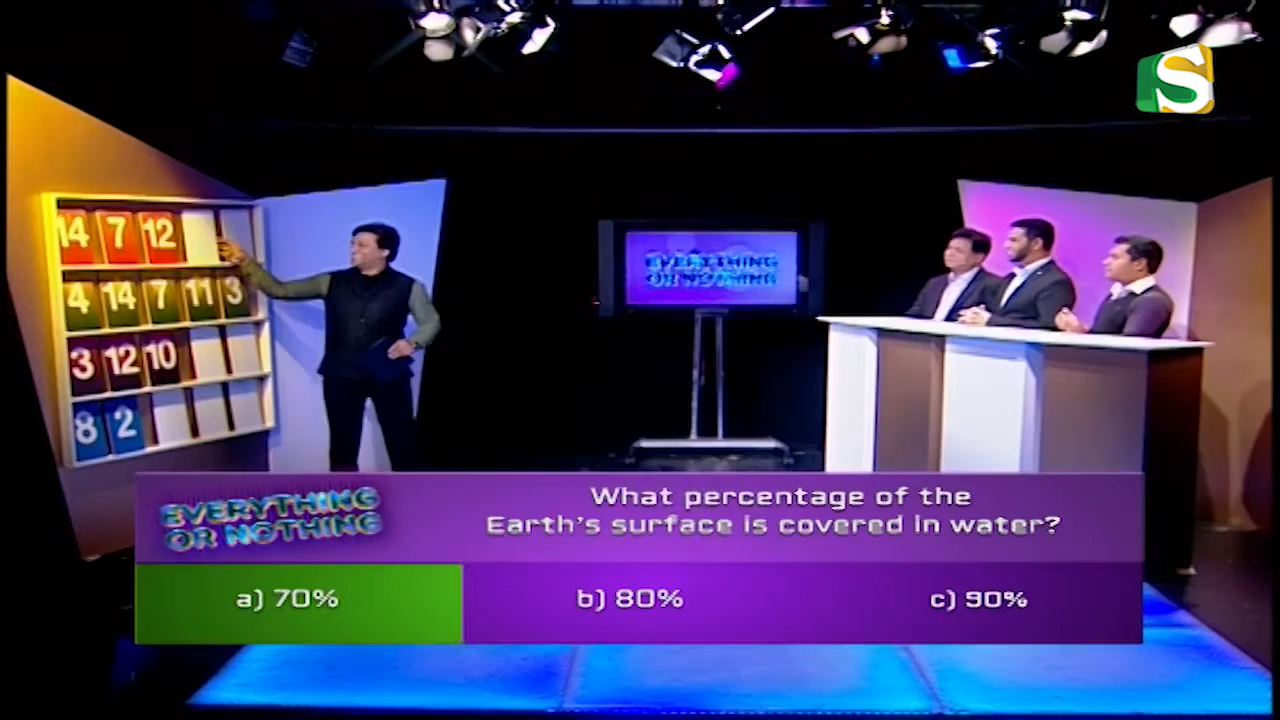 S
14 7 12
4 14 7 11 3
3 12 10
8 2
EVERYTHING
OR NOTHING
EVERYTHING
OR NOTHING
What percentage of the
Earth's surface is covered in water?
a) 70%
b) 80%
c) 90%